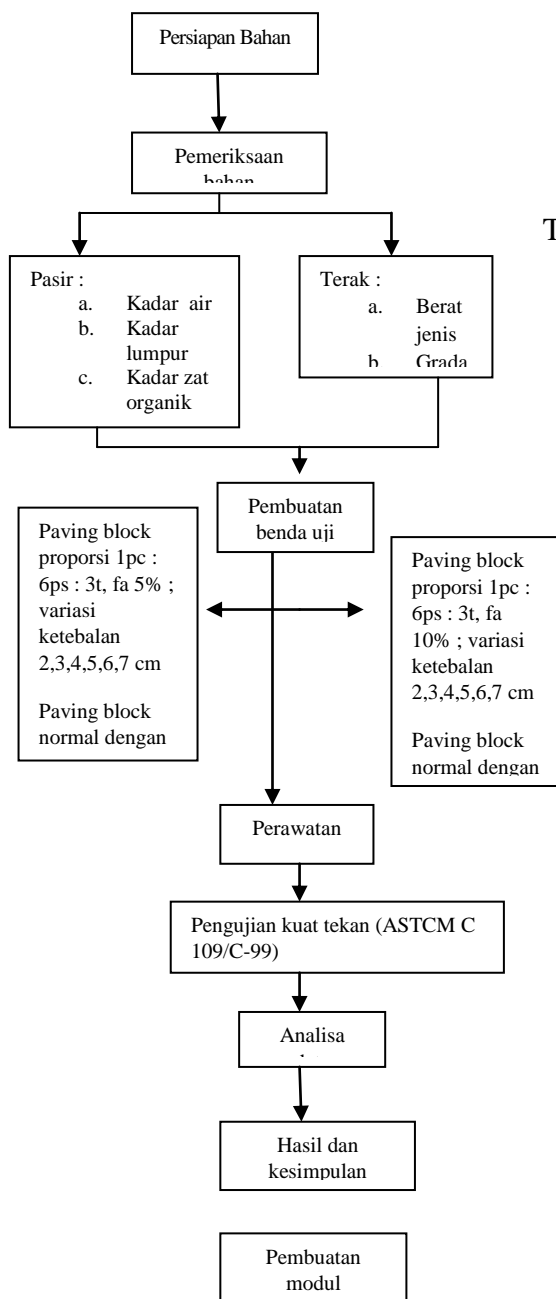 Persiapan Bahan
Pemeriksaan
bahan
T
Pasir :
a. Kadar air
b. Kadar
lumpur
c. Kadar zat
organik
Terak :
a. Berat
jenis
b. Grada
Pembuatan
benda uji
Paving block
proporsi 1pc :
6ps : 3t, fa 5% ;
variasi
ketebalan
2,3,4,5,6,7 cm
Paving block
normal dengan
Paving block
proporsi 1pc :
6ps : 3t, fa
10% ; variasi
ketebalan
2,3,4,5,6,7 cm
Paving block
normal dengan
Perawatan
Pengujian kuat tekan (ASTCM C
109/C-99)
Analisa
Hasil dan
kesimpulan
Pembuatan
modul